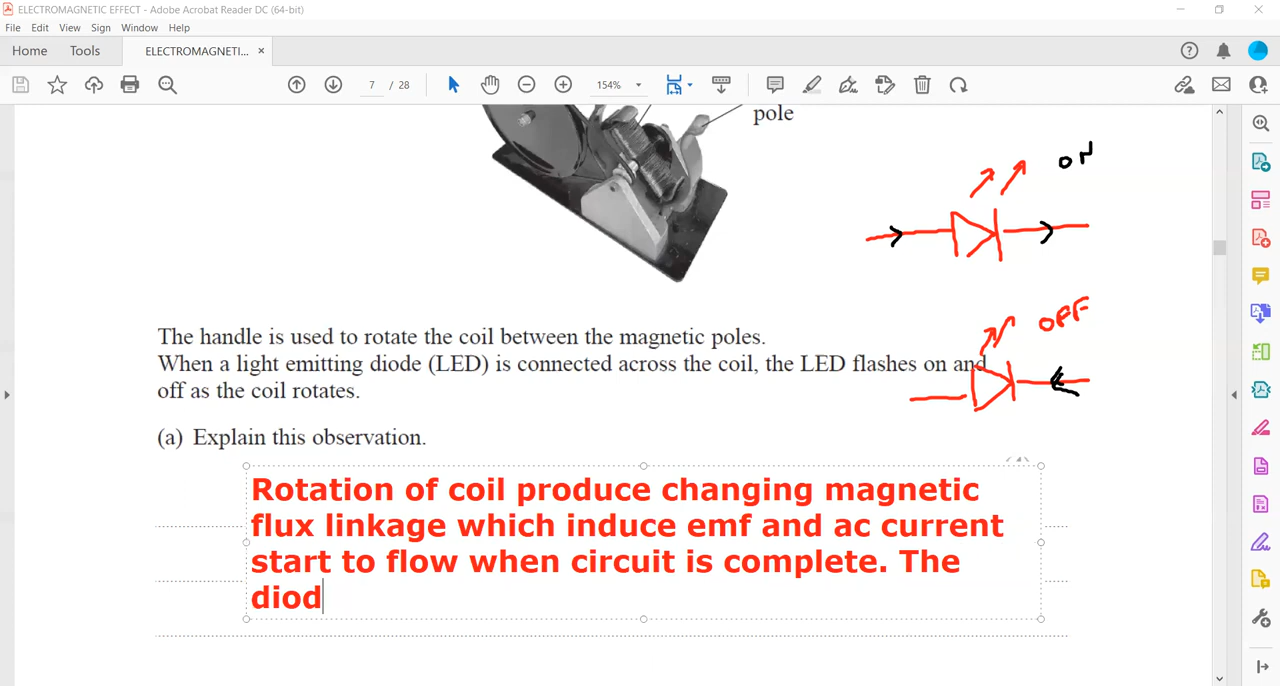 ELECTROMAGNETIC EFFECT - Adobe Acrobat Reader DC (64-bit)
File Edit View Sign Window Help
Home Tools ELECTROMAGNETI... ×
7 / 28 154%
pole
ON
The handle is used to rotate the coil between the magnetic poles.
OFF
When a light emitting diode (LED) is connected across the coil, the LED flashes on and
off as the coil rotates.
(a) Explain this observation.
Rotation of coil produce changing magnetic
flux linkage which induce emf and ac current
start to flow when circuit is complete. The
diod